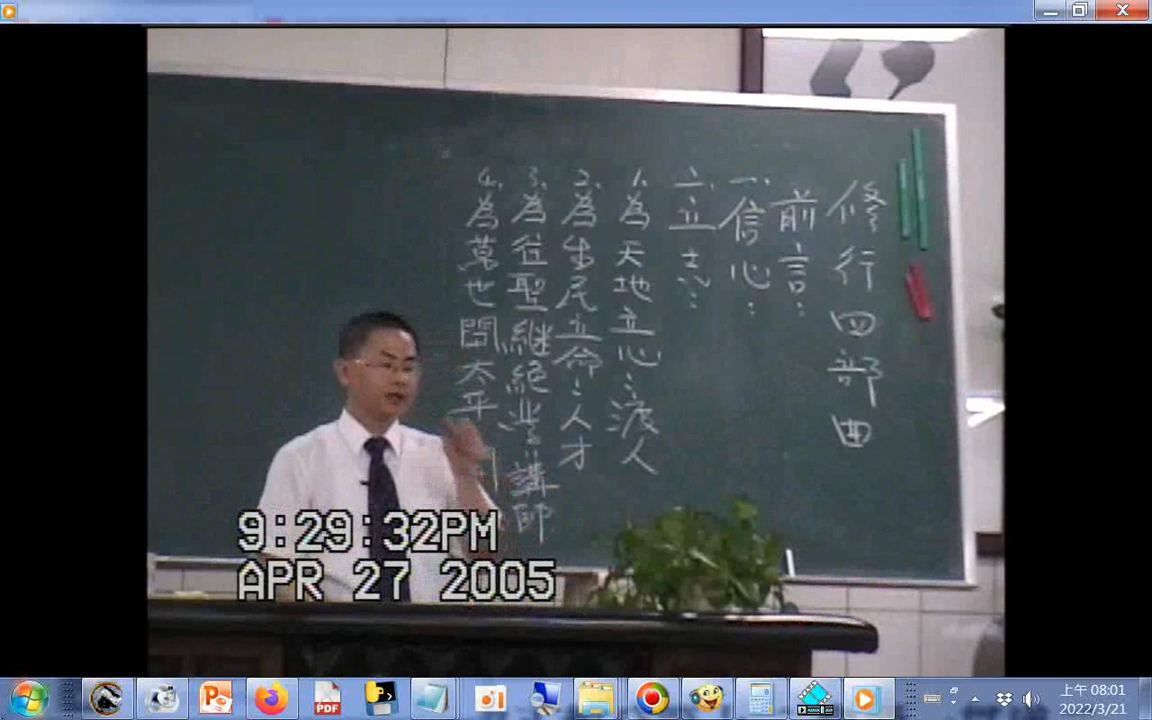 修行四部曲
前言：
一、信心：
二、立志：
1.為天地立心：渡人
2.為生民立命：人才
3.為往聖繼絕學：講師
4.為萬世開太平
9:29:32PM
APR 27 2005
PDF
上午 08:01
2022/3/21